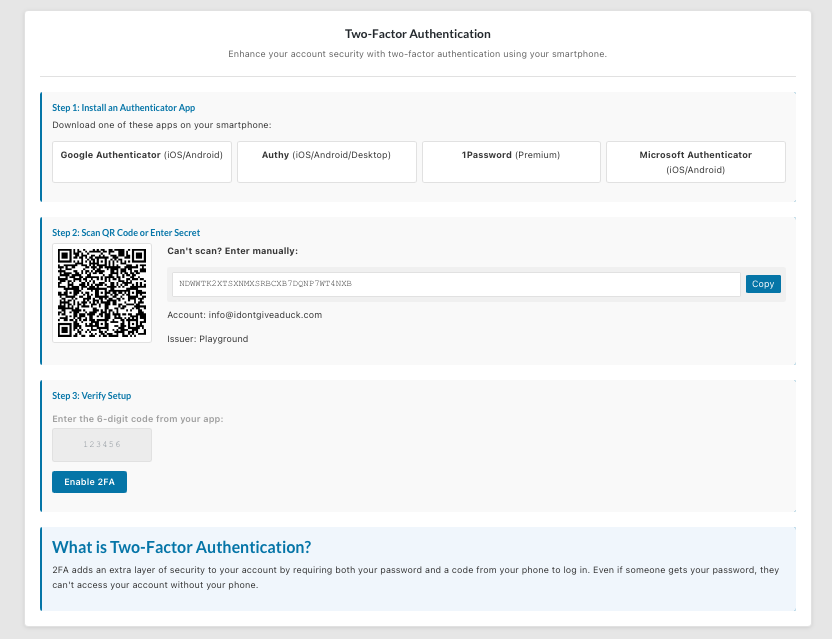 Two-Factor Authentication
Enhance your account security with two-factor authentication using your smartphone.
Step 1: Install an Authenticator App
Download one of these apps on your smartphone:
Google Authenticator (iOS/Android)
Authy (iOS/Android/Desktop)
1Password (Premium)
Microsoft Authenticator
(iOS/Android)
Step 2: Scan QR Code or Enter Secret
Can't scan? Enter manually:
NDWWTK2XTSXNMXSRBCXB7DQNP7WT4NXB
Copy
Account: info@idontgiveaduck.com
Issuer: Playground
Step 3: Verify Setup
Enter the 6-digit code from your app:
123456
Enable 2FA
What is Two-Factor Authentication?
2FA adds an extra layer of security to your account by requiring both your password and a code from your phone to log in. Even if someone gets your password, they
can't access your account without your phone.